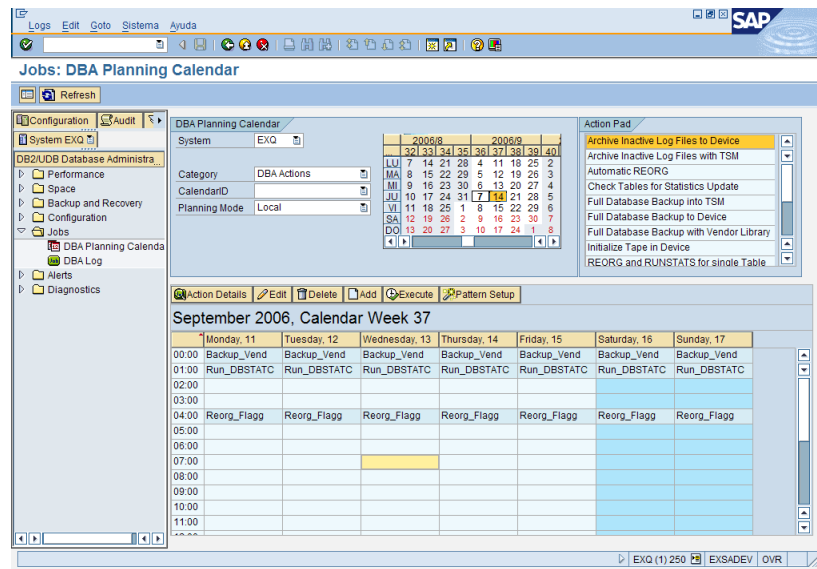 Logs Edit Goto Sistema Ayuda
SAP
Jobs: DBA Planning Calendar
Refresh
Configuration Audit
System EXQ
DB2/UDB Database Administra
Performance
Space
Backup and Recovery
Configuration
Jobs
DBA Planning Calenda
DBA Log
Alerts
Diagnostics
DBA Planning Calendar
System EXQ
Category DBA Actions
CalendarID
Planning Mode Local
2006/8 2006/9
32 33 34 35 36 37 38 39 40
LU 7 14 21 28 4 11 18 25 2
MA 8 15 22 29 5 12 19 26 3
MI 9 16 23 30 6 13 20 27 4
JU 10 17 24 31 7 14 21 28 5
VI 11 18 25 1 8 15 22 29 6
SA 12 19 26 2 9 16 23 30 7
DO 13 20 27 3 10 17 24 1 8
Action Pad
Archive Inactive Log Files to Device
Archive Inactive Log Files with TSM
Automatic REORG
Check Tables for Statistics Update
Full Database Backup into TSM
Full Database Backup to Device
Full Database Backup with Vendor Library
Initialize Tape in Device
REORG and RUNSTATS for single Table
Action Details Edit Delete Add Execute Pattern Setup
September 2006, Calendar Week 37
Monday, 11 Tuesday, 12 Wednesday, 13 Thursday, 14 Friday, 15 Saturday, 16 Sunday, 17
00:00 Backup_Vend Backup_Vend Backup_Vend Backup_Vend Backup_Vend Backup_Vend Backup_Vend
01:00 Run_DBSTATC Run_DBSTATC Run_DBSTATC Run_DBSTATC Run_DBSTATC Run_DBSTATC Run_DBSTATC
02:00
03:00
04:00 Reorg_Flagg Reorg_Flagg Reorg_Flagg Reorg_Flagg Reorg_Flagg Reorg_Flagg Reorg_Flagg
05:00
06:00
07:00
08:00
09:00
10:00
11:00
EXQ (1) 250 EXSADEV OVR